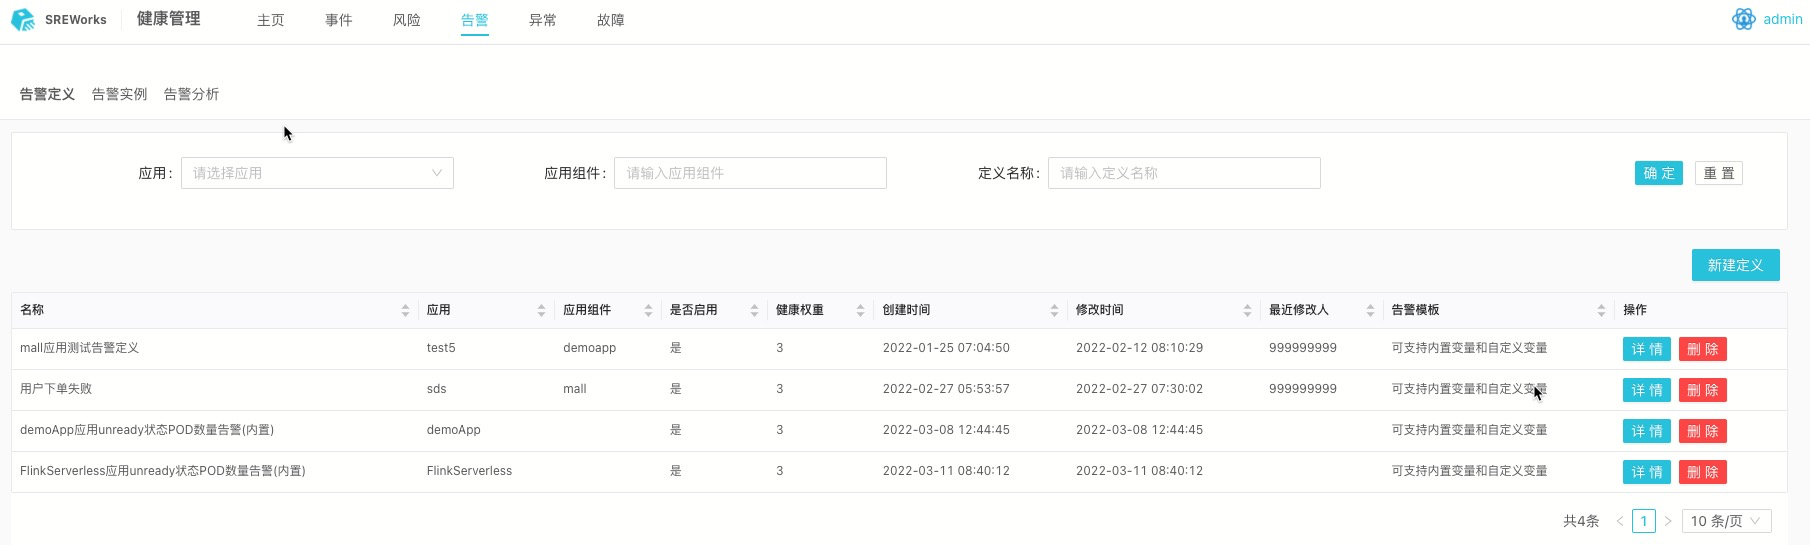 SREWorks 健康管理 主页 事件 风险 告警 异常 故障 admin
告警定义 告警实例 告警分析
应用: 请选择应用 应用组件: 请输入应用组件 定义名称: 请输入定义名称 确 定 重 置
新建定义
名称 应用 应用组件 是否启用 健康权重 创建时间 修改时间 最近修改人 告警模板 操作
mall应用测试告警定义 test5 demoapp 是 3 2022-01-25 07:04:50 2022-02-12 08:10:29 999999999 可支持内置变量和自定义变量 详 情 删 除
用户下单失败 sds mall 是 3 2022-02-27 05:53:57 2022-02-27 07:30:02 999999999 可支持内置变量和自定义变量 详 情 删 除
demoApp应用unready状态POD数量告警(内置) demoApp 是 3 2022-03-08 12:44:45 2022-03-08 12:44:45 可支持内置变量和自定义变量 详 情 删 除
FlinkServerless应用unready状态POD数量告警(内置) FlinkServerless 是 3 2022-03-11 08:40:12 2022-03-11 08:40:12 可支持内置变量和自定义变量 详 情 删 除
共4条 < 1 > 10 条/页